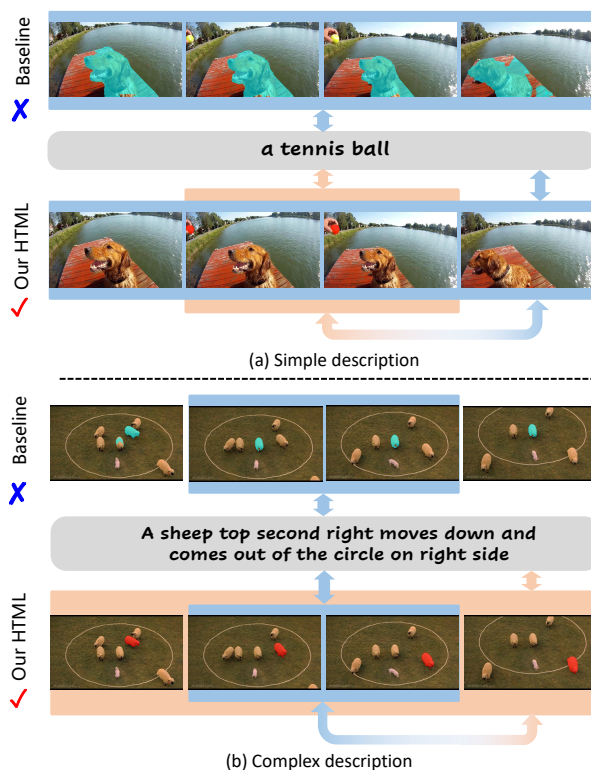 Baseline
a tennis ball
Our HTML
(a) Simple description
Baseline
A sheep top second right moves down and
comes out of the circle on right side
Our HTML
(b) Complex description